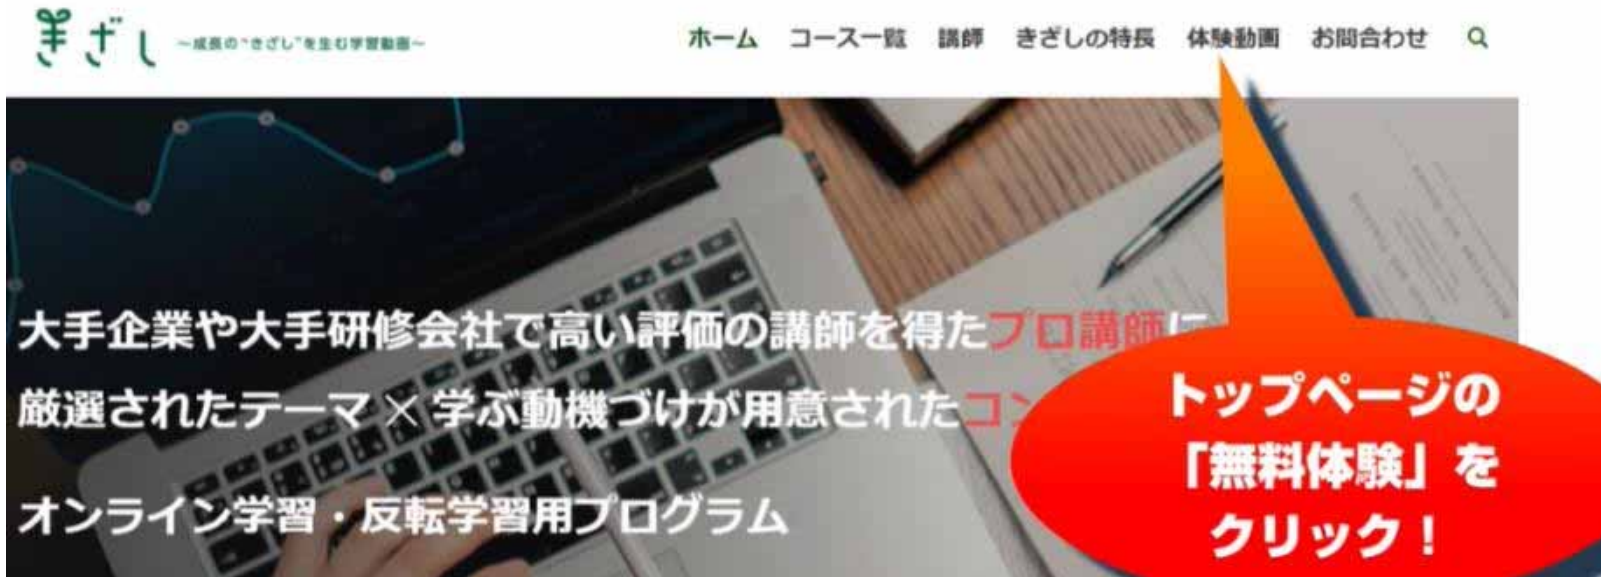 きざし ～成長の“きざし”を生む学習動画～
ホーム コース一覧 講師 きざしの特長 体験動画 お問合わせ
大手企業や大手研修会社で高い評価の講師を得たプロ講師に
厳選されたテーマ×学ぶ動機づけが用意されたコン
オンライン学習・反転学習用プログラム
トップページの
「無料体験」を
クリック！